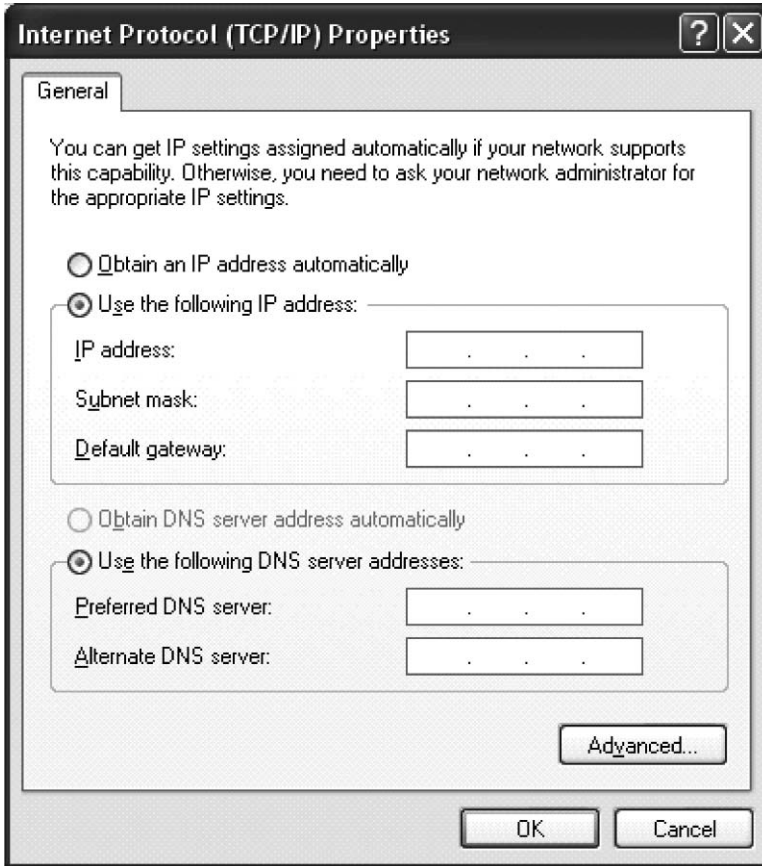 Internet Protocol (TCP/IP) Properties
General
You can get IP settings assigned automatically if your network supports
this capability. Otherwise, you need to ask your network administrator for
the appropriate IP settings.
Obtain an IP address automatically
Use the following IP address:
IP address: . . .
Subnet mask: . . .
Default gateway: . . .
Obtain DNS server address automatically
Use the following DNS server addresses:
Preferred DNS server: . . .
Alternate DNS server: . . .
Advanced...
OK Cancel